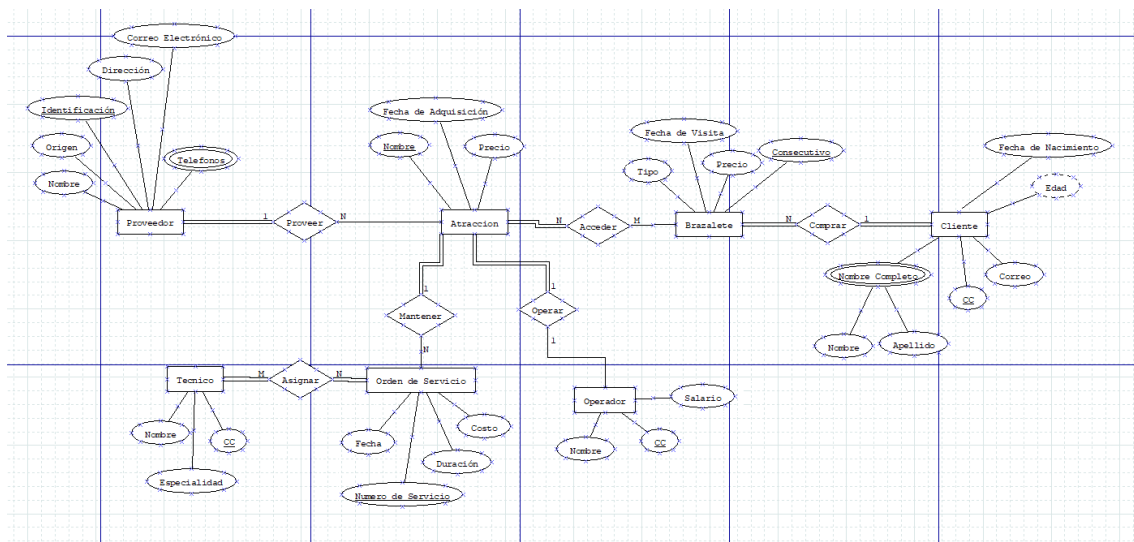 Correo Electrónico
Dirección
Identificación
Origen
Nombre
Telefonos
Proveedor
1
Proveer
N
Fecha de Adquisición
Nombre
Precio
Atraccion
N
Acceder
M
Fecha de Visita
Consecutivo
Tipo
Precio
Brazalete
N
Comprar
1
Fecha de Nacimiento
Edad
Cliente
Nombre Completo
Correo
CC
Nombre
Apellido
1
Mantener
N
1
Operar
1
Tecnico
M
Asignar
N
Orden de Servicio
Operador
Salario
Nombre
CC
Especialidad
Fecha
Costo
Duración
Numero de Servicio
Nombre
CC